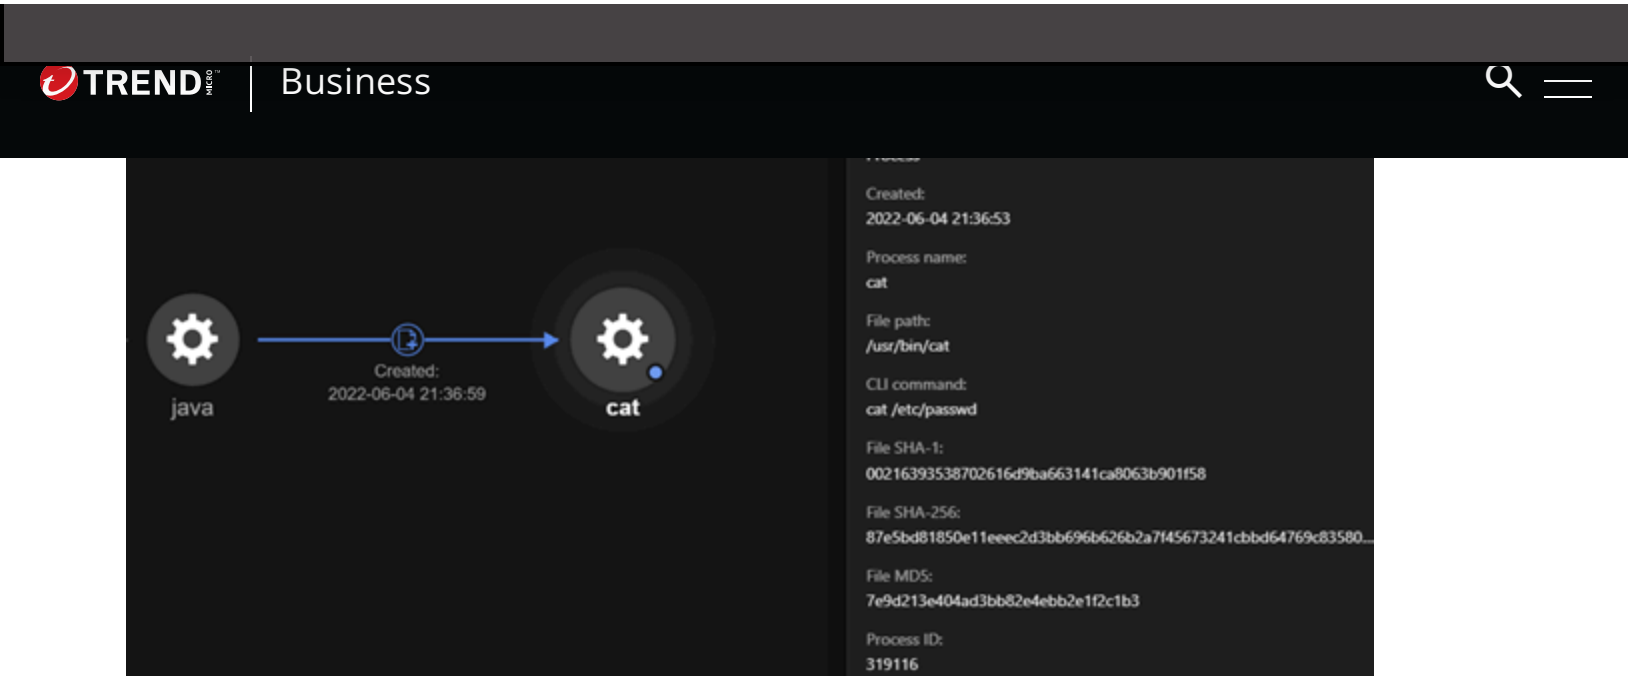 TREND MICRO™ Business
Created:
2022-06-04 21:36:59
java
cat
Process
Created:
2022-06-04 21:36:53
Process name:
cat
File path:
/usr/bin/cat
CLI command:
cat /etc/passwd
File SHA-1:
00216393538702616d9ba663141ca8063b901f58
File SHA-256:
87e5bd81850e11eeec2d3bb696b626b2a7f45673241cbbd64769c83580...
File MD5:
7e9d213e404ad3bb82e4ebb2e1f2c1b3
Process ID:
319116